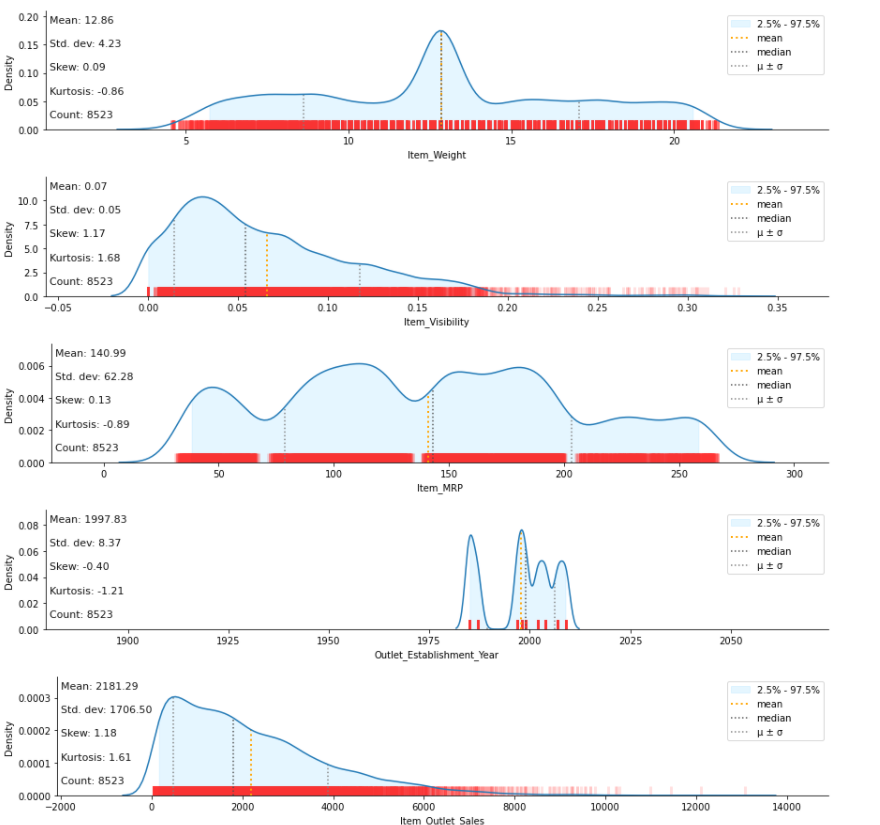 0.20
0.15
0.10
0.05
0.00
Density
Mean: 12.86
Std. dev: 4.23
Skew: 0.09
Kurtosis: -0.86
Count: 8523
2.5% - 97.5%
mean
median
μ ± σ
5 10 15 20
Item_Weight
10.0
7.5
5.0
2.5
0.0
Density
Mean: 0.07
Std. dev: 0.05
Skew: 1.17
Kurtosis: 1.68
Count: 8523
2.5% - 97.5%
mean
median
μ ± σ
−0.05 0.00 0.05 0.10 0.15 0.20 0.25 0.30 0.35
Item_Visibility
0.006
0.004
0.002
0.000
Density
Mean: 140.99
Std. dev: 62.28
Skew: 0.13
Kurtosis: -0.89
Count: 8523
2.5% - 97.5%
mean
median
μ ± σ
0 50 100 150 200 250 300
Item_MRP
0.08
0.06
0.04
0.02
0.00
Density
Mean: 1997.83
Std. dev: 8.37
Skew: -0.40
Kurtosis: -1.21
Count: 8523
2.5% - 97.5%
mean
median
μ ± σ
1900 1925 1950 1975 2000 2025 2050
Outlet_Establishment_Year
0.0003
0.0002
0.0001
0.0000
Density
Mean: 2181.29
Std. dev: 1706.50
Skew: 1.18
Kurtosis: 1.61
Count: 8523
2.5% - 97.5%
mean
median
μ ± σ
−2000 0 2000 4000 6000 8000 10000 12000 14000
Item_Outlet_Sales